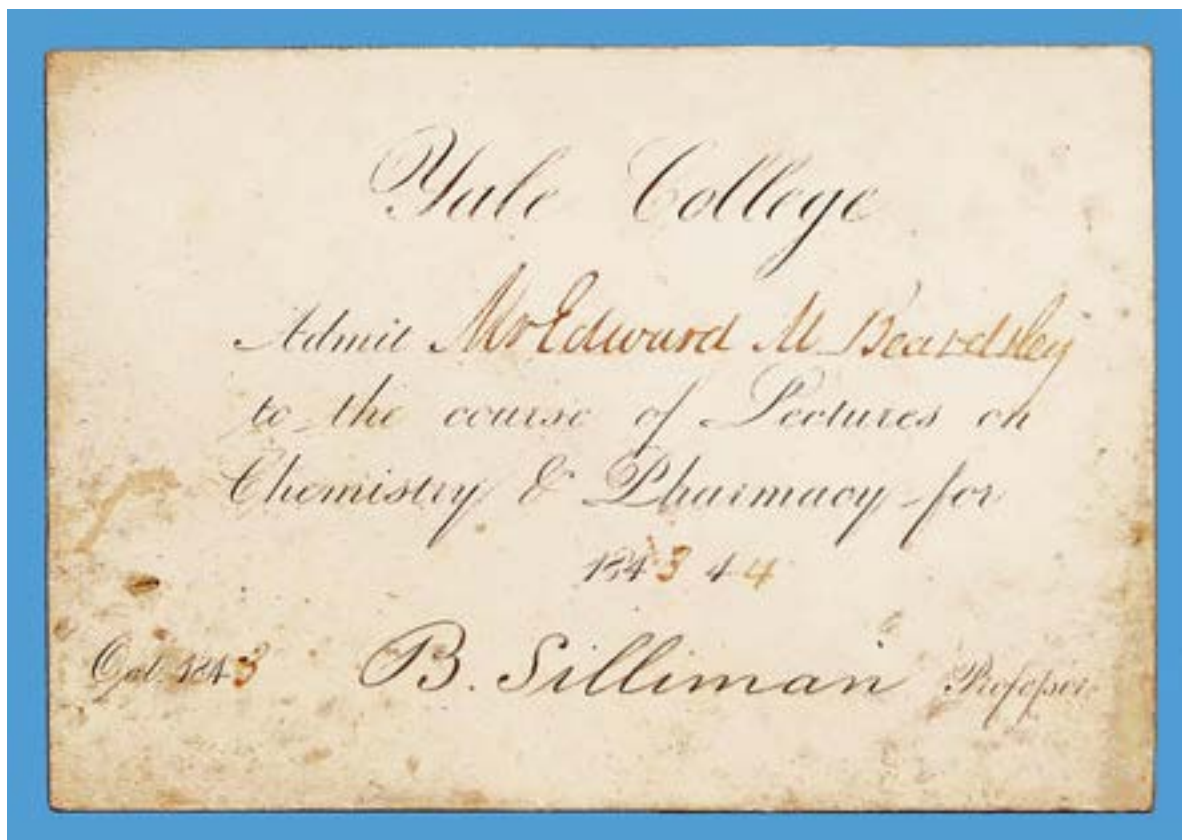 Yale College
Admit Mr Edward M Beardsley
to the course of Lectures on
Chemistry & Pharmacy for
1843 44
Oct. 1843 B. Silliman Professor